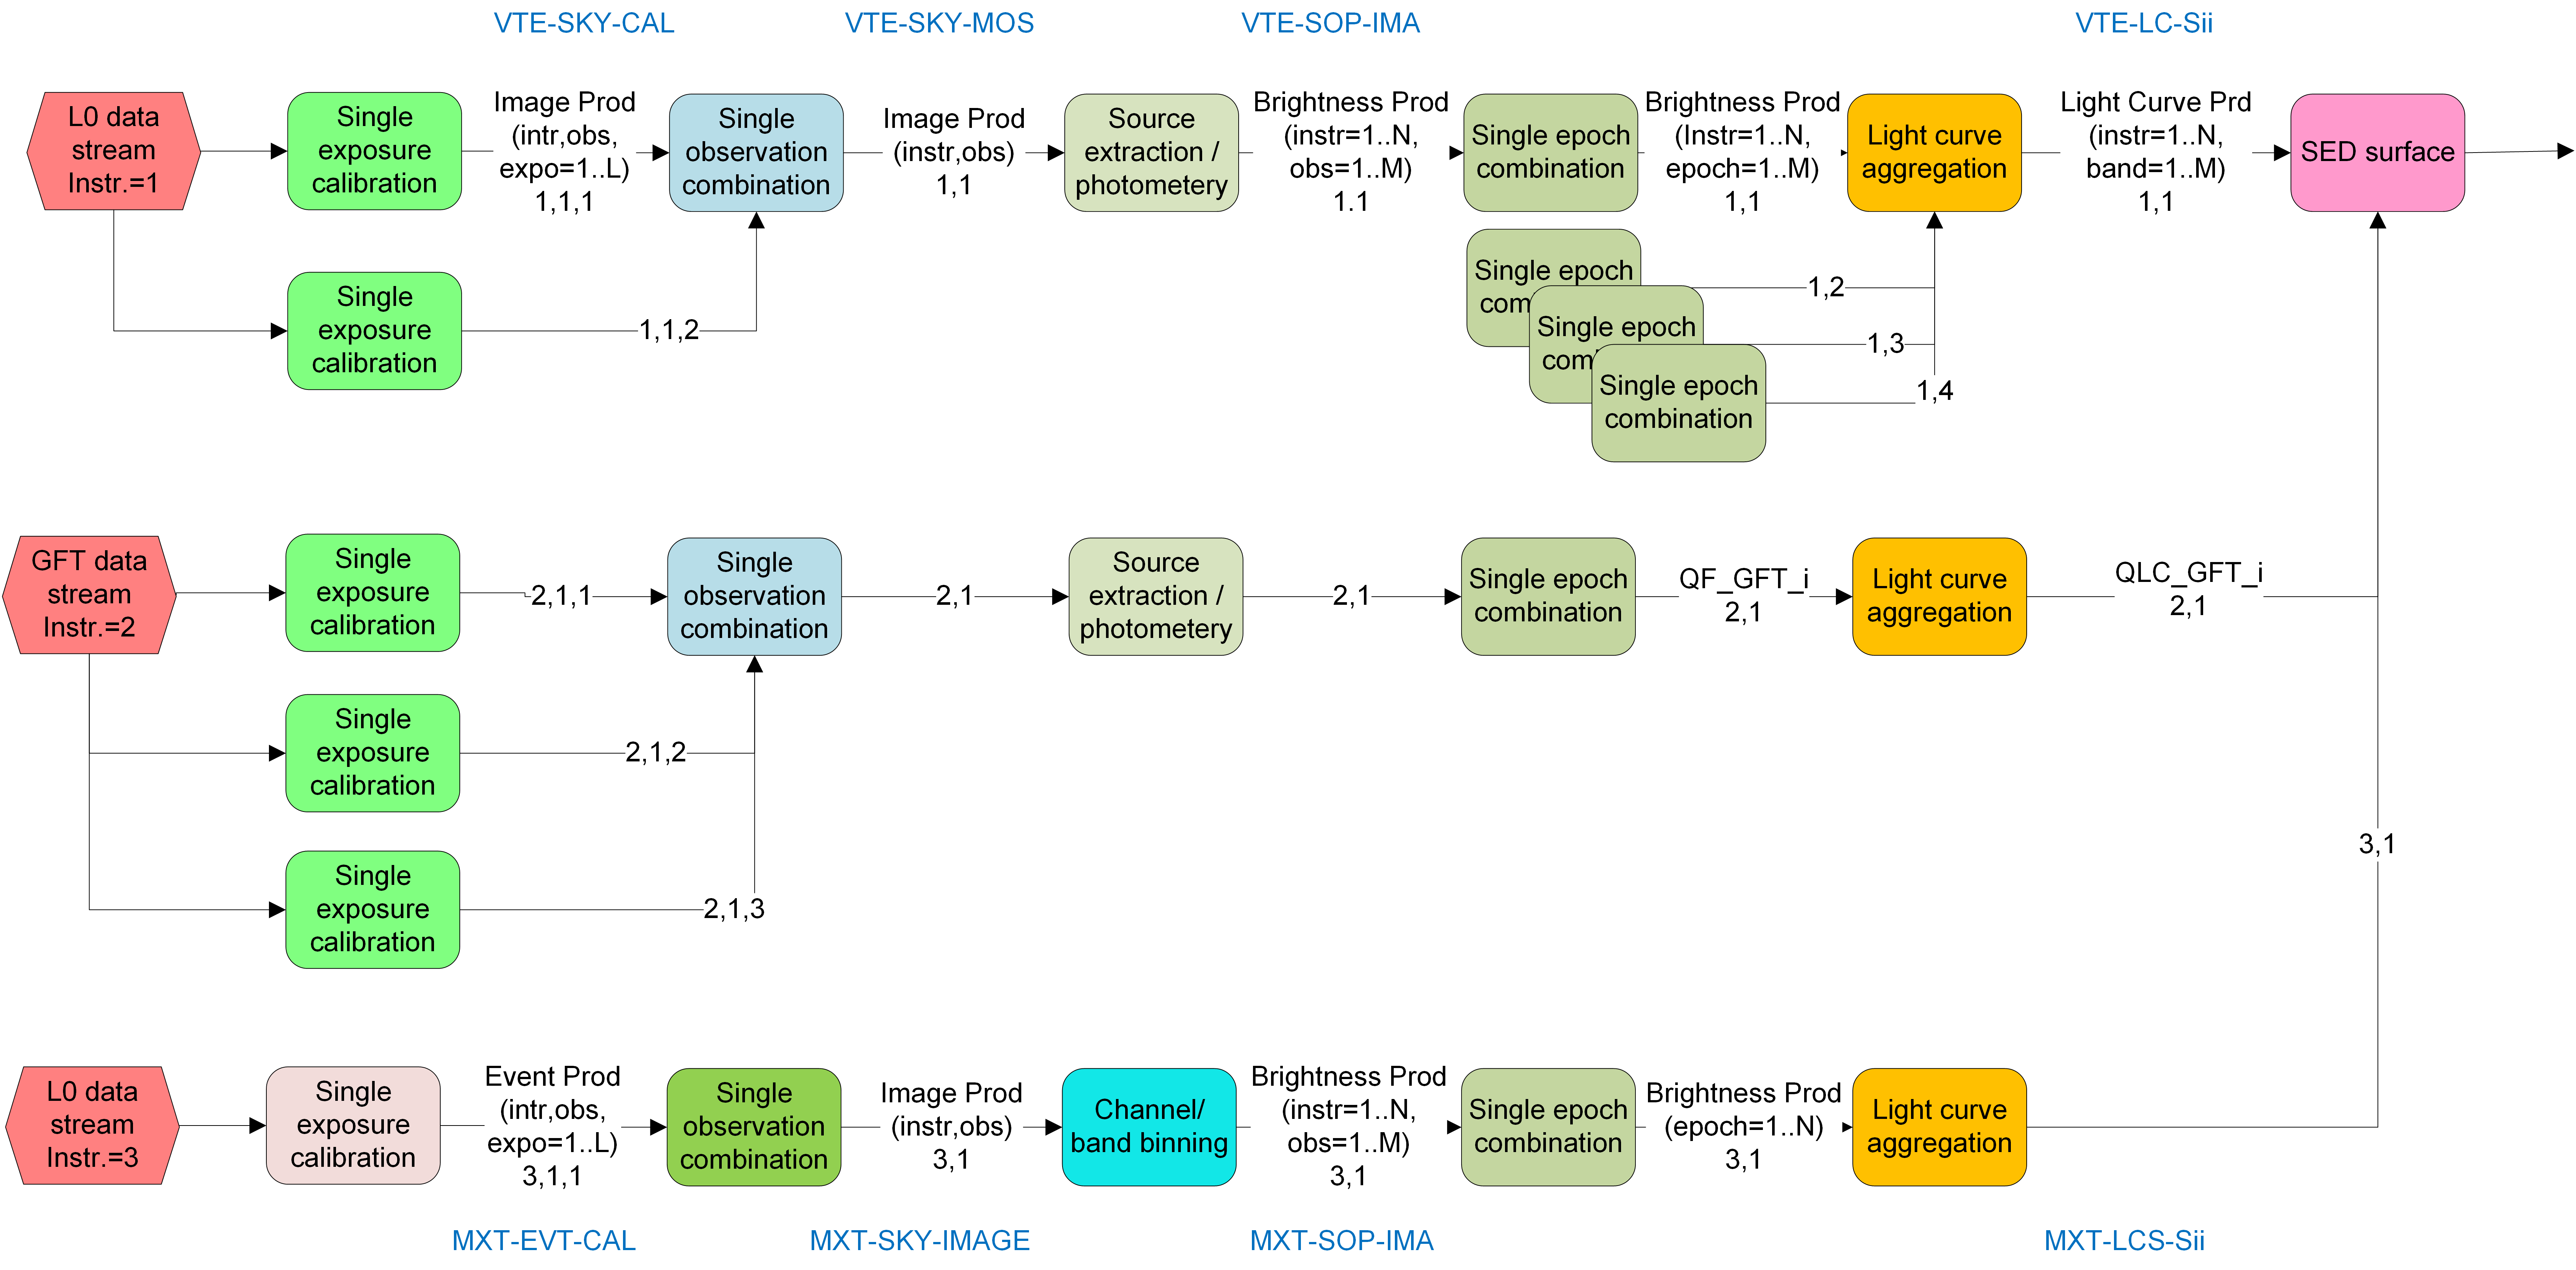 VTE-SKY-CAL
VTE-SKY-MOS
VTE-SOP-IMA
VTE-LC-Sii
L0 data
stream
Instr.=1
Single
exposure
calibration
Image Prod
(intr,obs,
expo=1..L)
1,1,1
Single
observation
combination
Image Prod
(instr,obs)
1,1
Source
extraction /
photometery
Brightness Prod
(instr=1..N,
obs=1..M)
1.1
Single epoch
combination
Brightness Prod
(Instr=1..N,
epoch=1..M)
1,1
Light curve
aggregation
Light Curve Prd
(instr=1..N,
band=1..M)
1,1
SED surface
Single
exposure
calibration
1,1,2
Single epoch
com
1,2
Single epoch
com
1,3
Single epoch
combination
1,4
GFT data
stream
Instr.=2
Single
exposure
calibration
2,1,1
Single
observation
combination
2,1
Source
extraction /
photometery
2,1
Single epoch
combination
QF_GFT_i
2,1
Light curve
aggregation
QLC_GFT_i
2,1
Single
exposure
calibration
2,1,2
Single
exposure
calibration
2,1,3
3,1
L0 data
stream
Instr.=3
Single
exposure
calibration
Event Prod
(intr,obs,
expo=1..L)
3,1,1
Single
observation
combination
Image Prod
(instr,obs)
3,1
Channel/
band binning
Brightness Prod
(instr=1..N,
obs=1..M)
3,1
Single epoch
combination
Brightness Prod
(epoch=1..N)
3,1
Light curve
aggregation
MXT-EVT-CAL
MXT-SKY-IMAGE
MXT-SOP-IMA
MXT-LCS-Sii